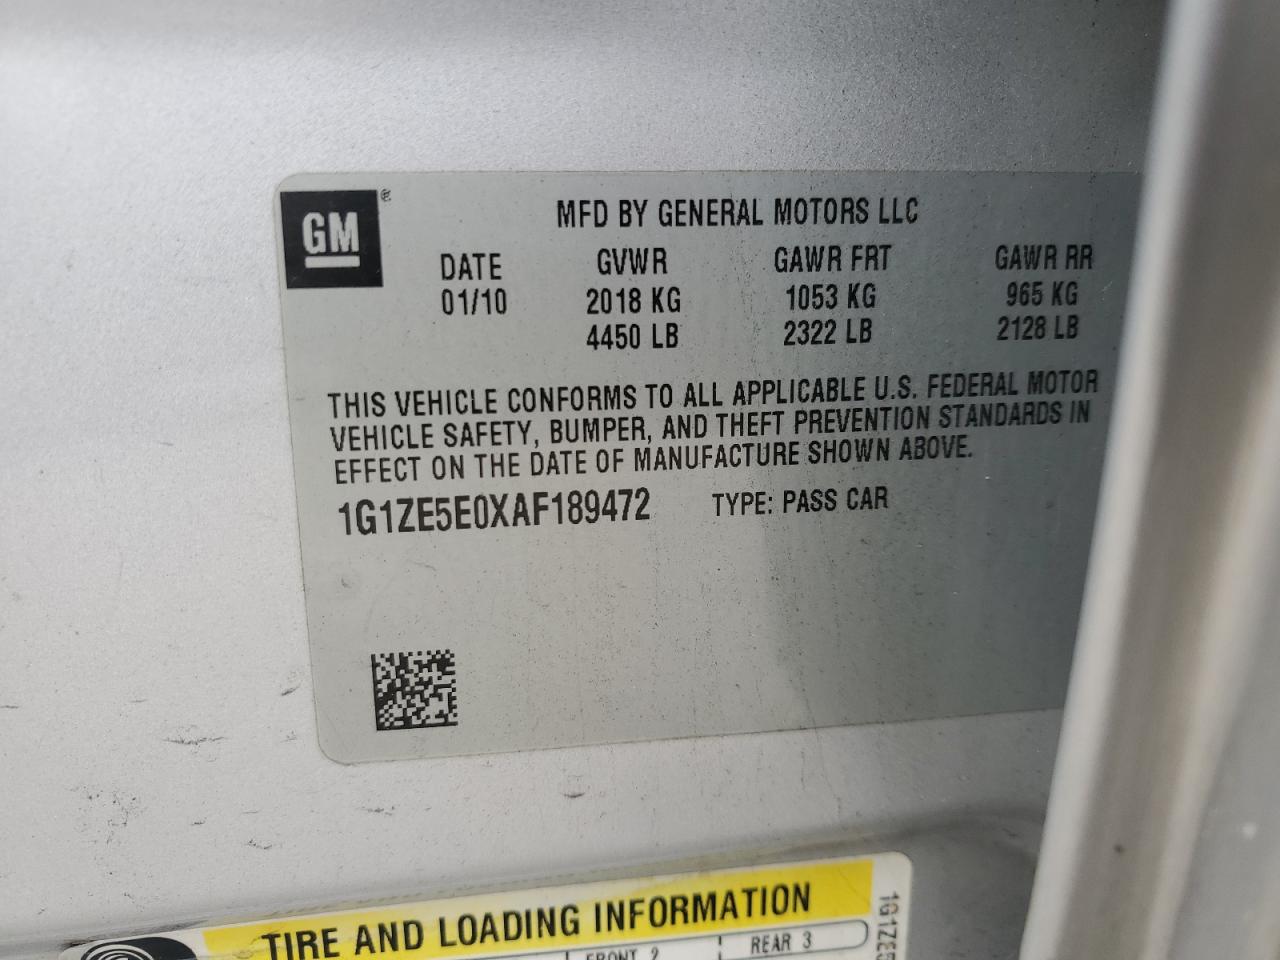 GM ®
MFD BY GENERAL MOTORS LLC
DATE GVWR GAWR FRT GAWR RR
01/10 2018 KG 1053 KG 965 KG
4450 LB 2322 LB 2128 LB
THIS VEHICLE CONFORMS TO ALL APPLICABLE U.S. FEDERAL MOTOR
VEHICLE SAFETY, BUMPER, AND THEFT PREVENTION STANDARDS IN
EFFECT ON THE DATE OF MANUFACTURE SHOWN ABOVE.
1G1ZE5E0XAF189472 TYPE: PASS CAR
TIRE AND LOADING INFORMATION
FRONT 2 REAR 3
1G1ZE5